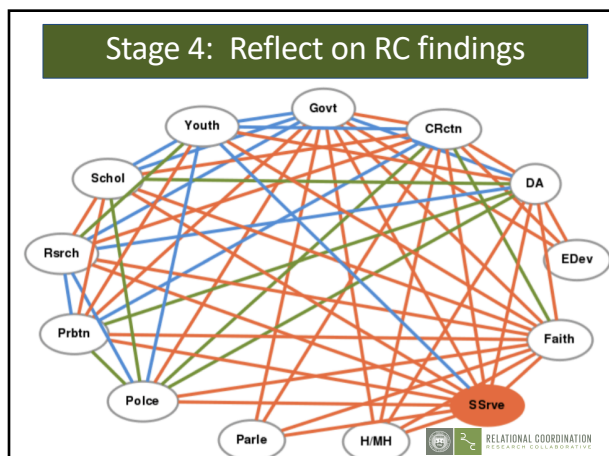 Stage 4: Reflect on RC findings
Govt
Youth
CRctn
Schol
DA
Rsrch
EDev
Prbtn
Faith
Polce
SSrve
Parle
H/MH
RELATIONAL COORDINATION
RESEARCH COLLABORATIVE